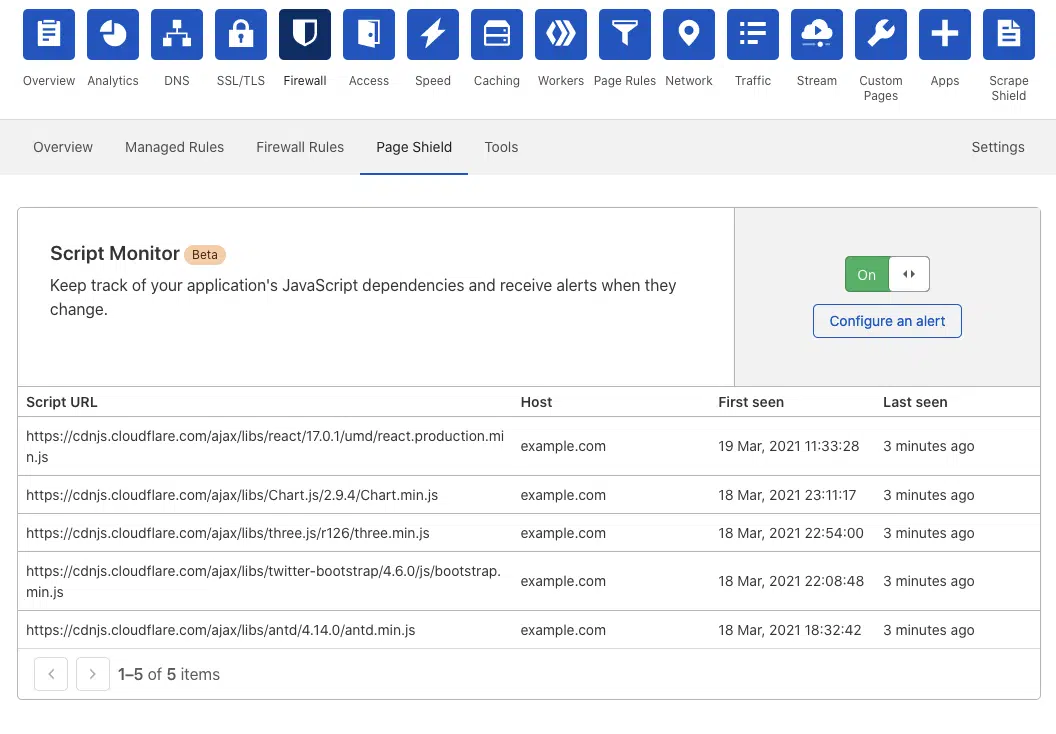 Overview Analytics DNS SSL/TLS Firewall Access Speed Caching Workers Page Rules Network Traffic Stream Custom Pages Apps Scrape Shield
Overview Managed Rules Firewall Rules Page Shield Tools Settings
Script Monitor Beta
Keep track of your application's JavaScript dependencies and receive alerts when they
change.
On
Configure an alert
Script URL Host First seen Last seen
https://cdnjs.cloudflare.com/ajax/libs/react/17.0.1/umd/react.production.mi
n.js
example.com 19 Mar, 2021 11:33:28 3 minutes ago
https://cdnjs.cloudflare.com/ajax/libs/Chart.js/2.9.4/Chart.min.js example.com 18 Mar, 2021 23:11:17 3 minutes ago
https://cdnjs.cloudflare.com/ajax/libs/three.js/r126/three.min.js example.com 18 Mar, 2021 22:54:00 3 minutes ago
https://cdnjs.cloudflare.com/ajax/libs/twitter-bootstrap/4.6.0/js/bootstrap.
min.js
example.com 18 Mar, 2021 22:08:48 3 minutes ago
https://cdnjs.cloudflare.com/ajax/libs/antd/4.14.0/antd.min.js example.com 18 Mar, 2021 18:32:42 3 minutes ago
1–5 of 5 items